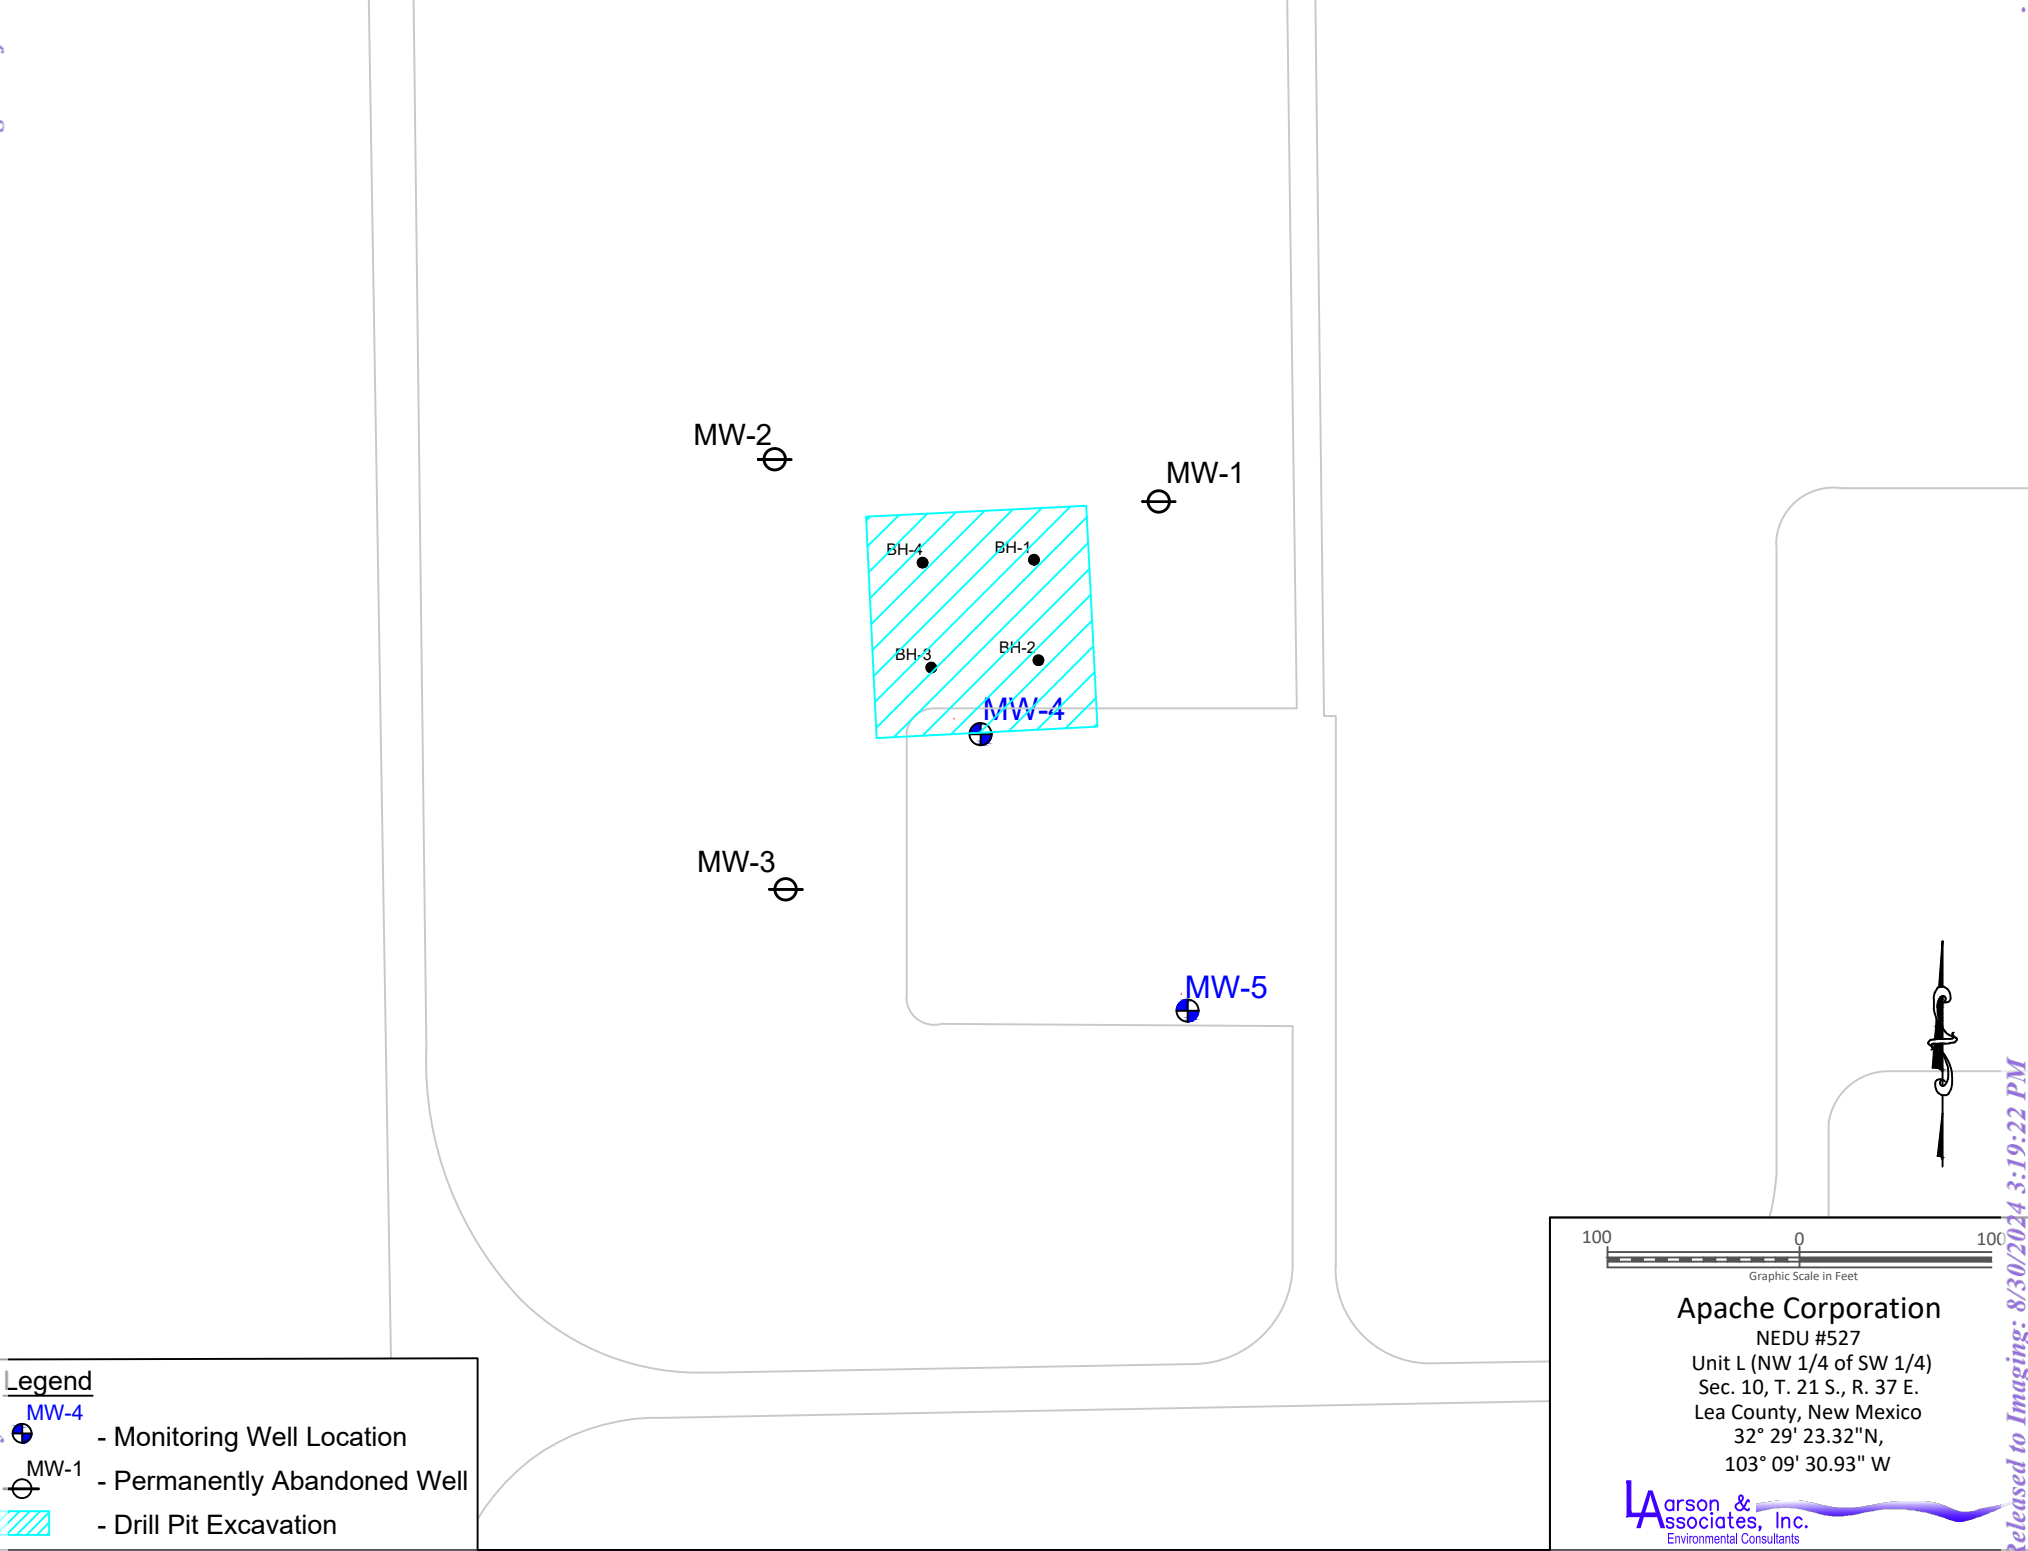 MW-2
MW-1
BH-4
BH-1
BH-3
BH-2
MW-4
MW-3
MW-5
Legend
MW-4
- Monitoring Well Location
MW-1
- Permanently Abandoned Well
- Drill Pit Excavation
100 0 100
Graphic Scale in Feet
Apache Corporation
NEDU #527
Unit L (NW 1/4 of SW 1/4)
Sec. 10, T. 21 S., R. 37 E.
Lea County, New Mexico
32° 29' 23.32"N,
103° 09' 30.93" W
Larson &
Associates, Inc.
Environmental Consultants
Released to Imaging: 8/30/2024 3:19:22 PM